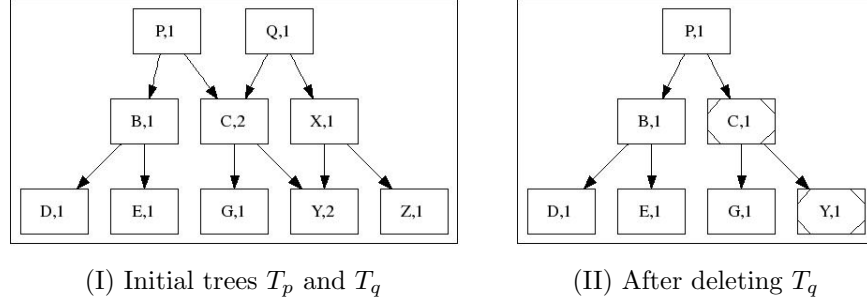 P,1 Q,1 P,1
B,1 C,2 X,1 B,1 C,1
D,1 E,1 G,1 Y,2 Z,1 D,1 E,1 G,1 Y,1
(I) Initial trees T_p and T_q (II) After deleting T_q